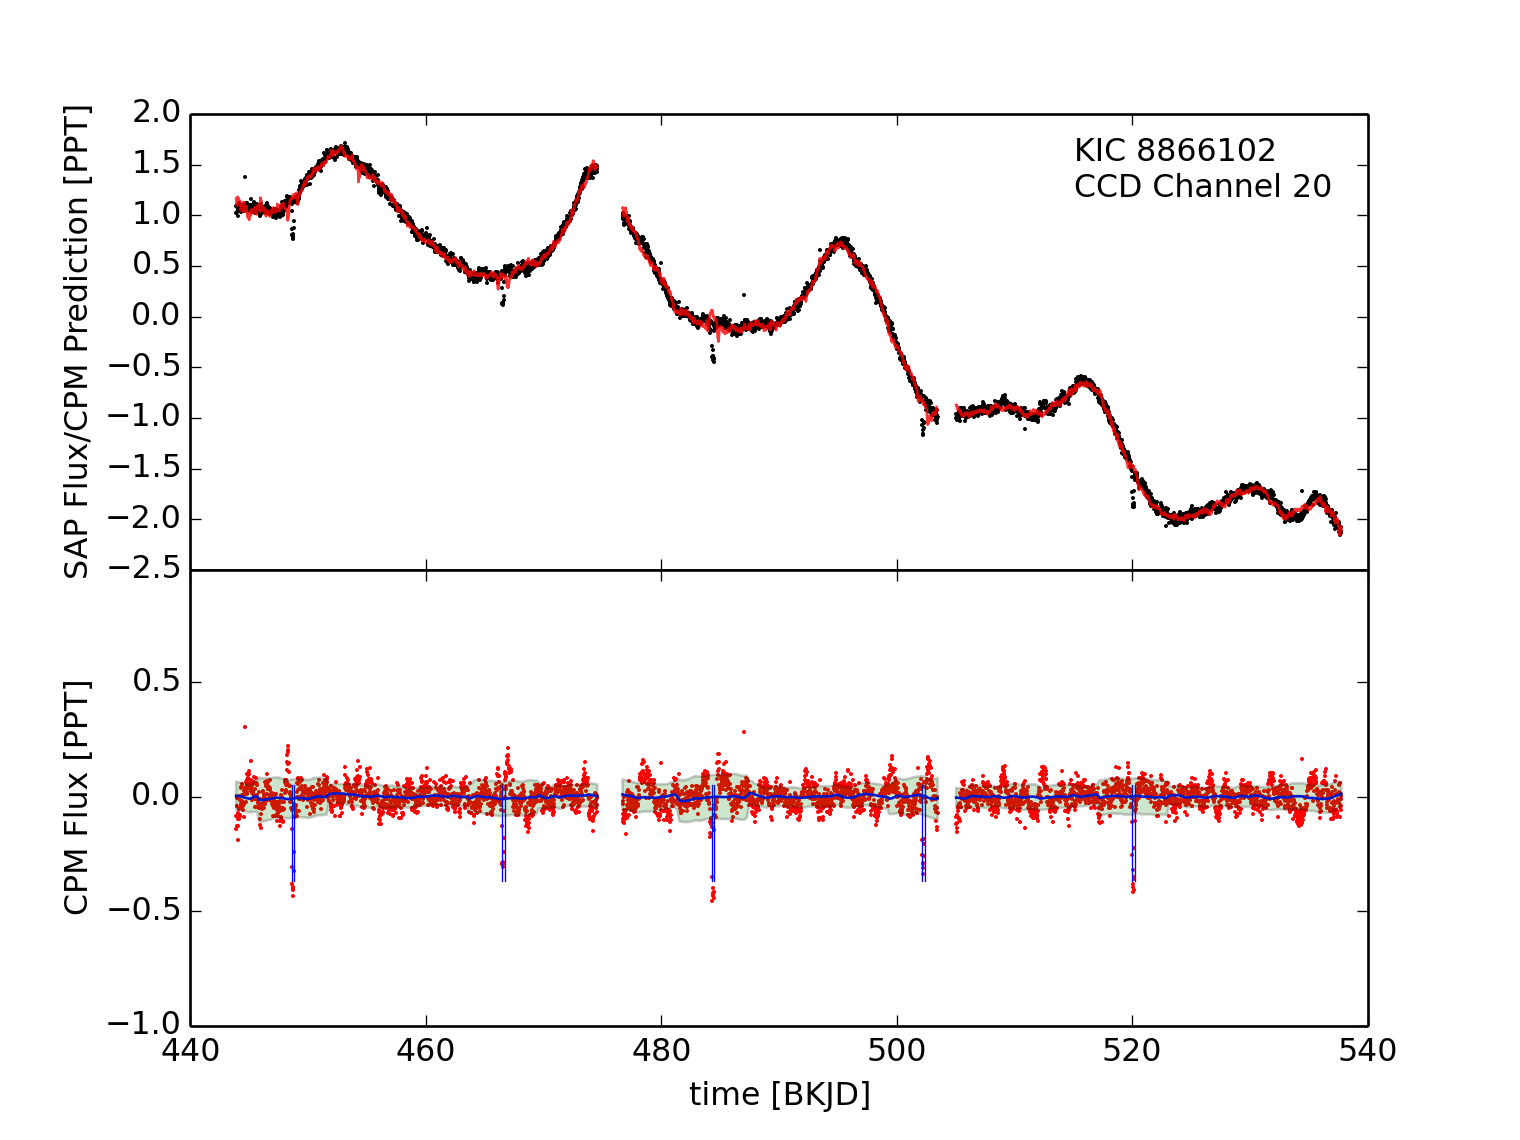 SAP Flux/CPM Prediction [PPT]
2.0
1.5
1.0
0.5
0.0
−0.5
−1.0
−1.5
−2.0
−2.5
KIC 8866102
CCD Channel 20
CPM Flux [PPT]
0.5
0.0
−0.5
−1.0
440 460 480 500 520 540
time [BKJD]